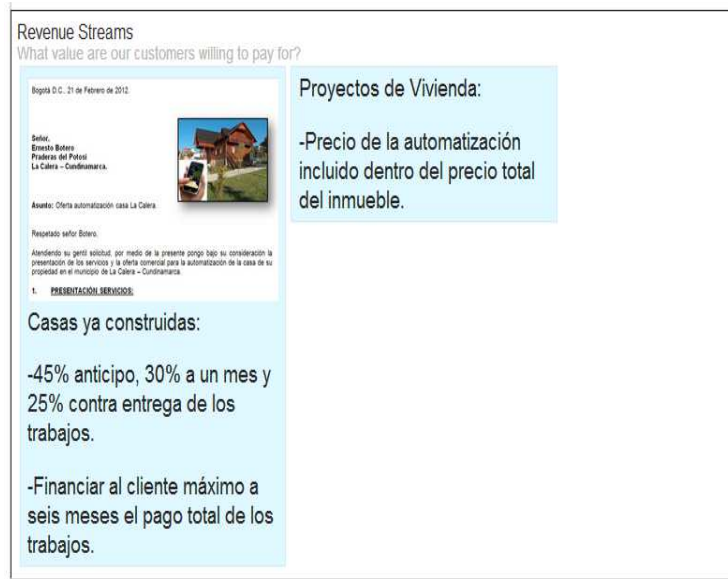 Revenue Streams
What value are our customers willing to pay for?
Bogotá D.C., 21 de Febrero de 2012.
Señor,
Ernesto Botero
Praderas del Potosí
La Calera – Cundinamarca.
Asunto: Oferta automatización casa La Calera
Respetado señor Botero.
Atendiendo su gentil solicitud, por medio de la presente pongo bajo su consideración la
presentación de los servicios y la oferta comercial para la automatización de la casa de su
propiedad en el municipio de La Calera – Cundinamarca.
1. PRESENTACIÓN SERVICIOS:
Casas ya construidas:
-45% anticipo, 30% a un mes y
25% contra entrega de los
trabajos.
-Financiar al cliente máximo a
seis meses el pago total de los
trabajos.
Proyectos de Vivienda:
-Precio de la automatización
incluido dentro del precio total
del inmueble.